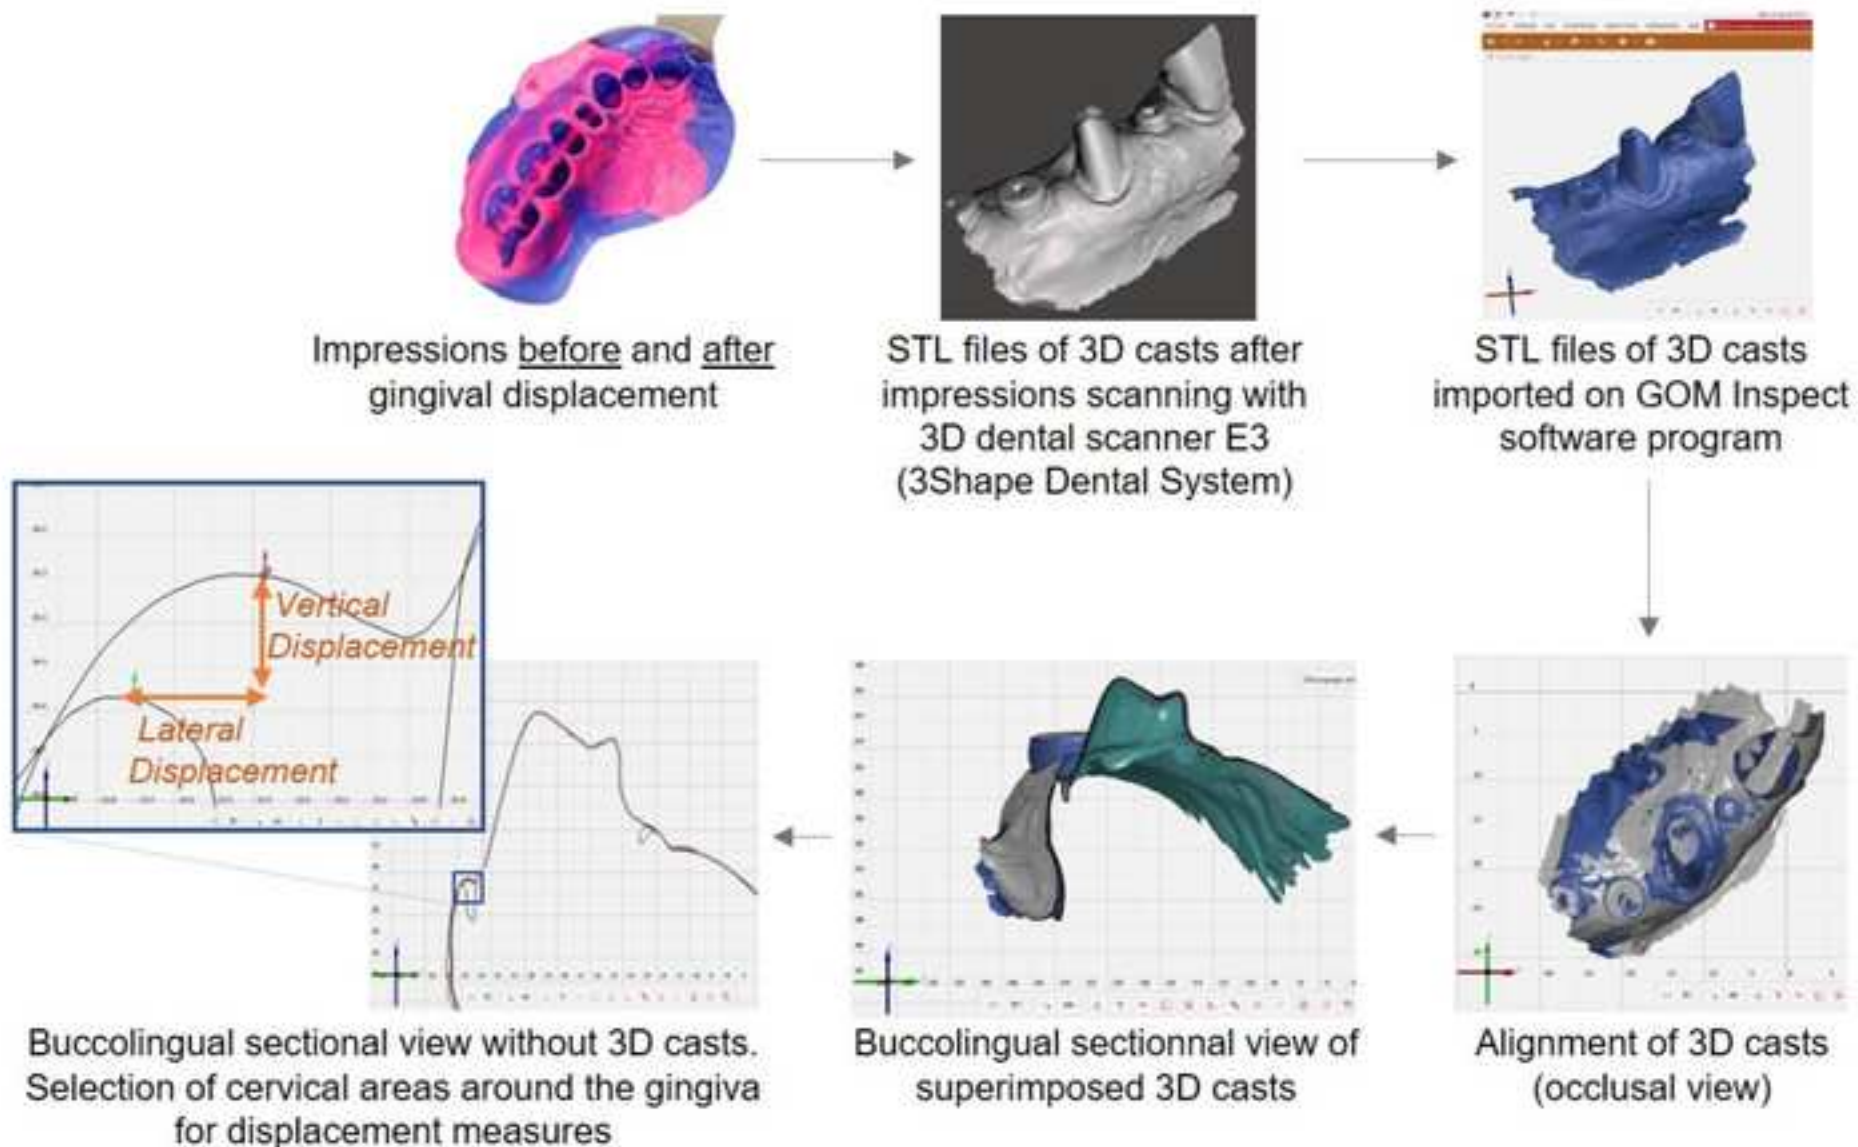 Impressions before and after
gingival displacement
STL files of 3D casts after
impressions scanning with
3D dental scanner E3
(3Shape Dental System)
STL files of 3D casts
imported on GOM Inspect
software program
Alignment of 3D casts
(occlusal view)
Buccolingual sectionnal view of
superimposed 3D casts
Vertical
Displacement
Lateral
Displacement
Buccolingual sectional view without 3D casts.
Selection of cervical areas around the gingiva
for displacement measures